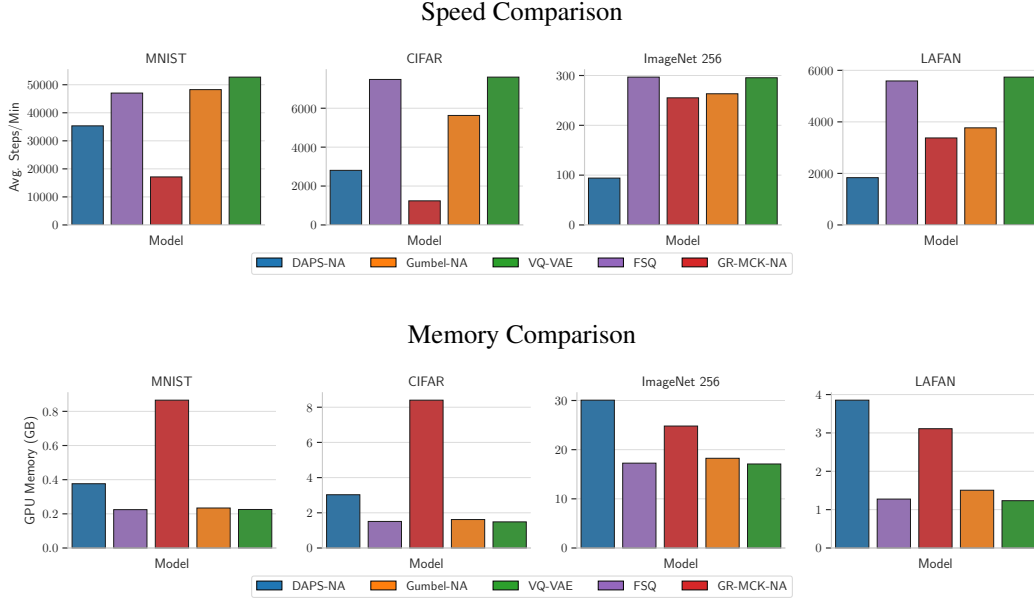 Speed Comparison
MNIST
CIFAR
ImageNet 256
LAFAN
Avg. Steps/Min
50000
40000
30000
20000
10000
0
6000
4000
2000
0
300
200
100
0
6000
4000
2000
0
Model
Model
Model
Model
DAPS-NA Gumbel-NA VQ-VAE FSQ GR-MCK-NA
Memory Comparison
MNIST
CIFAR
ImageNet 256
LAFAN
GPU Memory (GB)
0.8
0.6
0.4
0.2
0.0
8
6
4
2
0
30
20
10
0
4
3
2
1
0
Model
Model
Model
Model
DAPS-NA Gumbel-NA VQ-VAE FSQ GR-MCK-NA